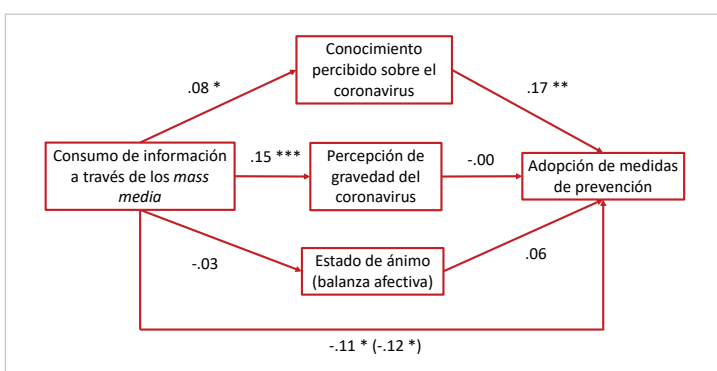 Conocimiento
percibido sobre el
coronavirus
.08 *
.17 **
Consumo de información
a través de los mass
media
.15 ***
Percepción de
gravedad del
coronavirus
-.00
Adopción de medidas
de prevención
-.03
Estado de ánimo
(balanza afectiva)
.06
-.11 * (-.12 *)